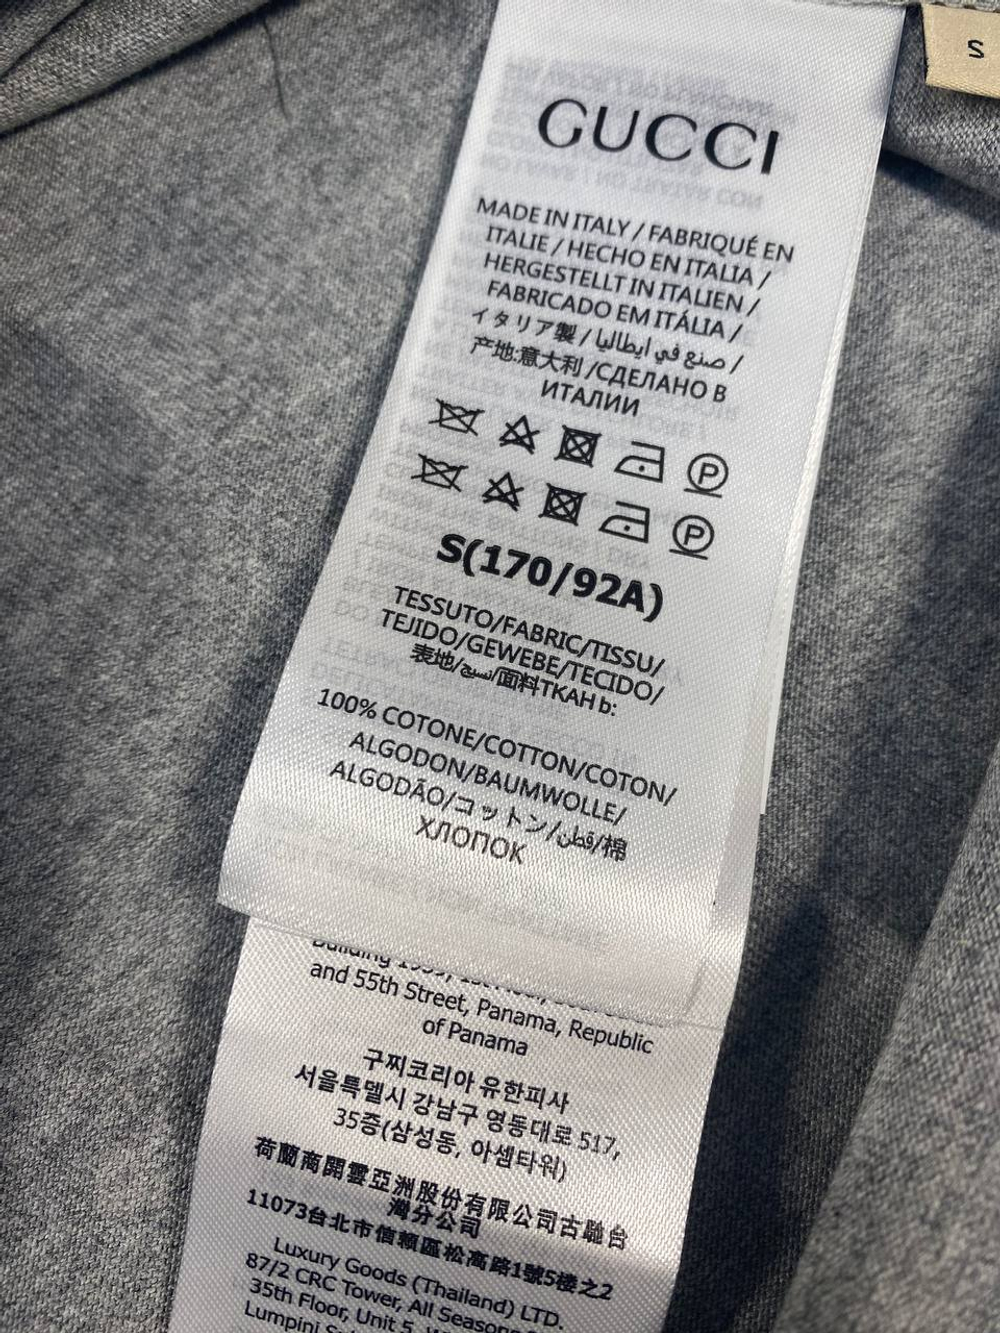 S
GUCCI
MADE IN ITALY / FABRIQUÉ EN
ITALIE / HECHO EN ITALIA /
HERGESTELLT IN ITALIEN /
FABRICADO EM ITÁLIA /
イタリア製 / صنع في ايطاليا /
产地:意大利 /СДЕЛАНО В
ИТАЛИИ
P
P
S(170/92A)
TESSUTO/FABRIC/TISSU/
TEJIDO/GEWEBE/TECIDO/
表地/نسيج/面料ТКАН b:
100% COTONE/COTTON/COTON/
ALGODON/BAUMWOLLE/
ALGODÃO/コットン/قطن/棉
ХЛОПОК
Building
and 55th Street, Panama, Republic
of Panama
구찌코리아 유한피사
서을특델시 강남구 영동대로 517,
35증(삼성동, 아셈타워)
荷蘭商開雲亞洲股份有限公司古馳台
灣分公司
11073台北市信賴區松高路1號5楼之2
Luxury Goods (Thailand) LTD.
87/2 CRC Tower, All Seasons
35th Floor, Unit 5,
Lumpini